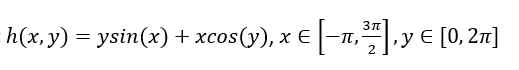 h(x, y) = ysin(x) + xcos(y), x ∈ [−π, 3π/2], y ∈ [0, 2π]